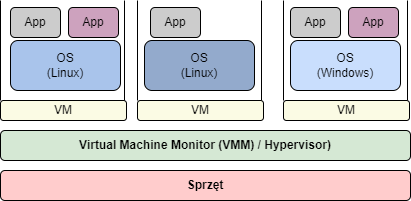 App App App App App
OS OS OS
(Linux) (Linux) (Windows)
VM VM VM
Virtual Machine Monitor (VMM) / Hypervisor)
Sprzęt